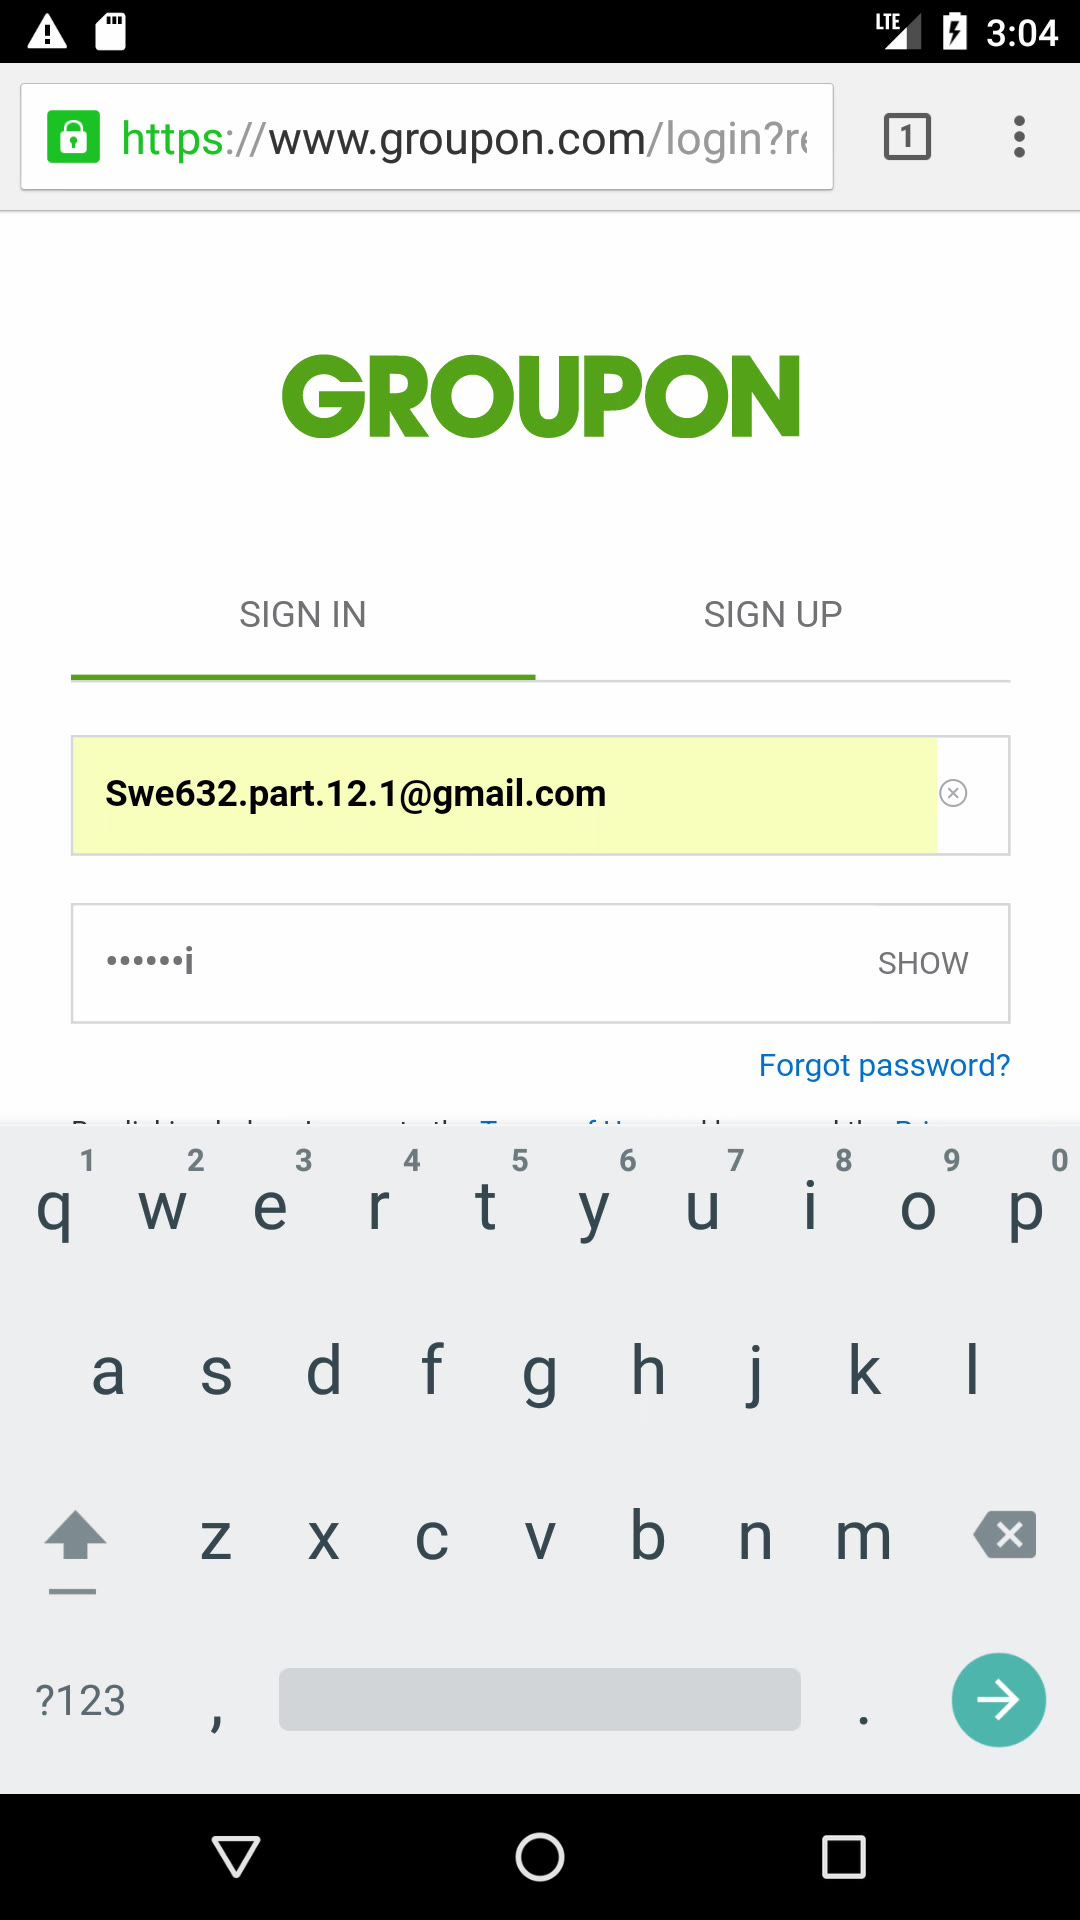 LTE 3:04
https://www.groupon.com/login?re
1
GROUPON
SIGN IN SIGN UP
Swe632.part.12.1@gmail.com
••••••i SHOW
Forgot password?
1 2 3 4 5 6 7 8 9 0
q w e r t y u i o p
a s d f g h j k l
z x c v b n m
?123 , .